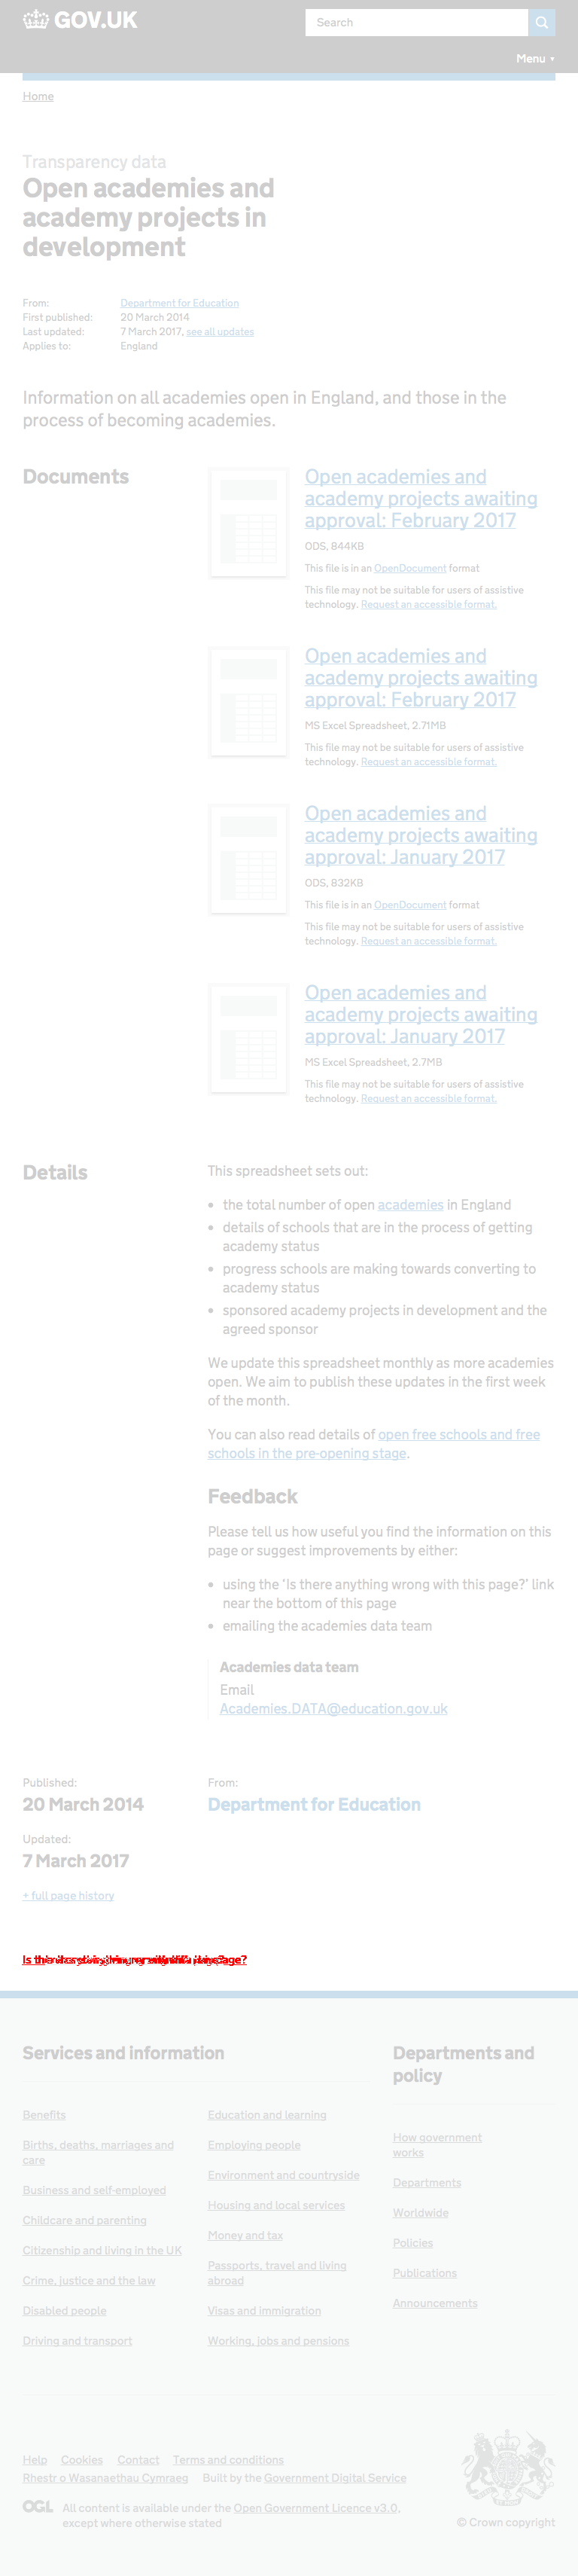 GOV.UK
Search
Menu ▼
Home
Transparency data
Open academies and
academy projects in
development
From: Department for Education
First published: 20 March 2014
Last updated: 7 March 2017, see all updates
Applies to: England
Information on all academies open in England, and those in the
process of becoming academies.
Documents
Open academies and
academy projects awaiting
approval: February 2017
ODS, 844KB
This file is in an OpenDocument format
This file may not be suitable for users of assistive
technology. Request an accessible format.
Open academies and
academy projects awaiting
approval: February 2017
MS Excel Spreadsheet, 2.71MB
This file may not be suitable for users of assistive
technology. Request an accessible format.
Open academies and
academy projects awaiting
approval: January 2017
ODS, 832KB
This file is in an OpenDocument format
This file may not be suitable for users of assistive
technology. Request an accessible format.
Open academies and
academy projects awaiting
approval: January 2017
MS Excel Spreadsheet, 2.7MB
This file may not be suitable for users of assistive
technology. Request an accessible format.
Details
This spreadsheet sets out:
• the total number of open academies in England
• details of schools that are in the process of getting
academy status
• progress schools are making towards converting to
academy status
• sponsored academy projects in development and the
agreed sponsor
We update this spreadsheet monthly as more academies
open. We aim to publish these updates in the first week
of the month.
You can also read details of open free schools and free
schools in the pre-opening stage.
Feedback
Please tell us how useful you find the information on this
page or suggest improvements by either:
• using the 'Is there anything wrong with this page?' link
near the bottom of this page
• emailing the academies data team
Academies data team
Email
Academies.DATA@education.gov.uk
Published:
20 March 2014
From:
Department for Education
Updated:
7 March 2017
+ full page history
Services and information
Benefits
Births, deaths, marriages and
care
Business and self-employed
Childcare and parenting
Citizenship and living in the UK
Crime, justice and the law
Disabled people
Driving and transport
Education and learning
Employing people
Environment and countryside
Housing and local services
Money and tax
Passports, travel and living
abroad
Visas and immigration
Working, jobs and pensions
Departments and
policy
How government
works
Departments
Worldwide
Policies
Publications
Announcements
Help Cookies Contact Terms and conditions
Rhestr o Wasanaethau Cymraeg Built by the Government Digital Service
OGL All content is available under the Open Government Licence v3.0,
except where otherwise stated
© Crown copyright